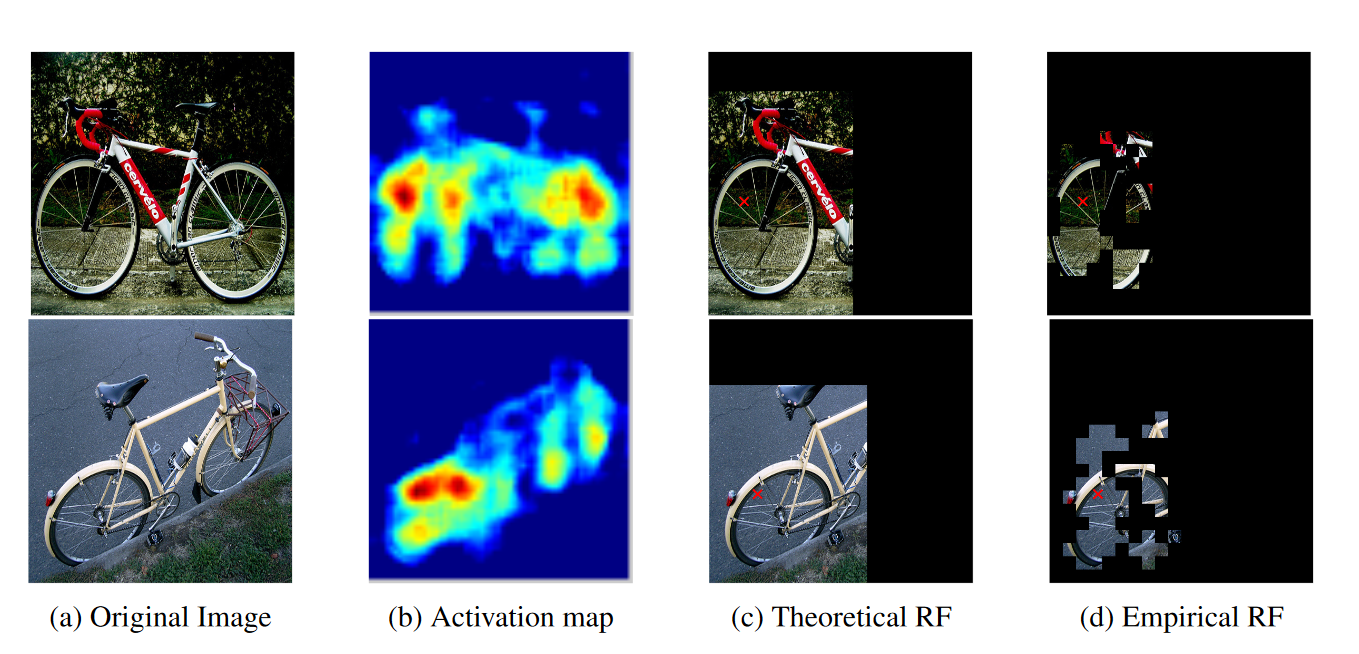 cervélo
cervélo
(a) Original Image
(b) Activation map
(c) Theoretical RF
(d) Empirical RF